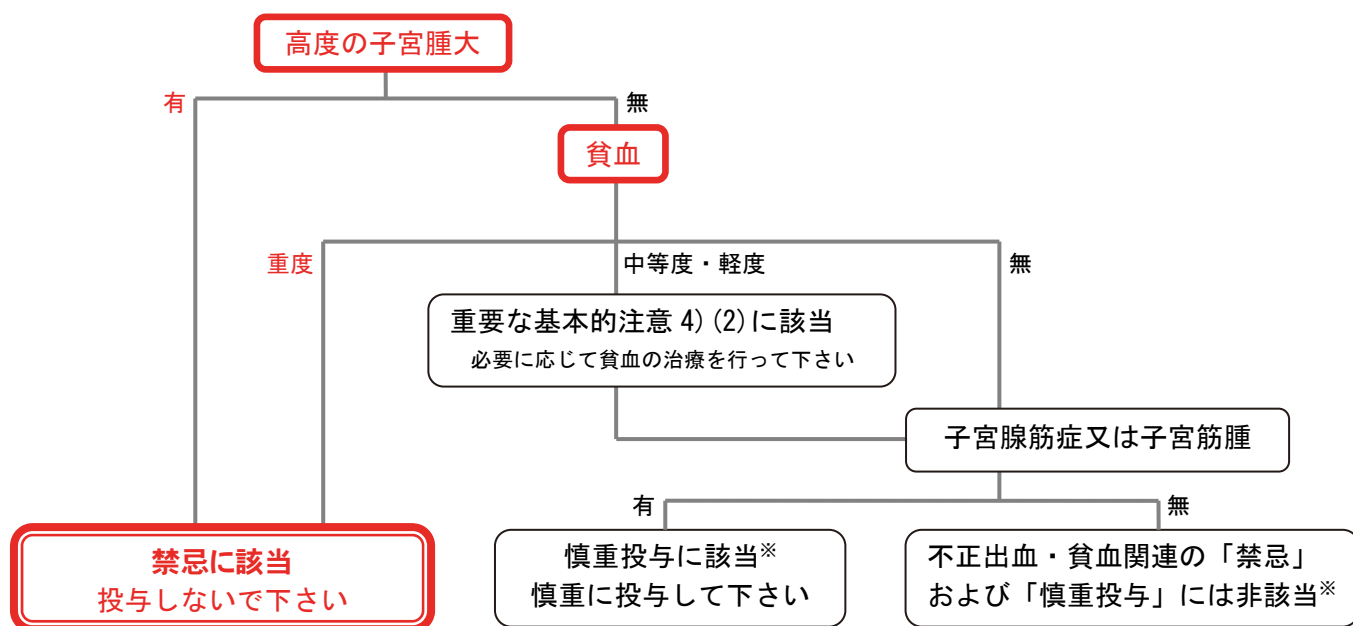 高度の子宮腫大
有
無
貧血
重度
中等度・軽度
無
重要な基本的注意 4) (2)に該当
必要に応じて貧血の治療を行って下さい
子宮腺筋症又は子宮筋腫
有
無
禁忌に該当
投与しないで下さい
慎重投与に該当※
慎重に投与して下さい
不正出血・貧血関連の「禁忌」
および「慎重投与」には非該当※